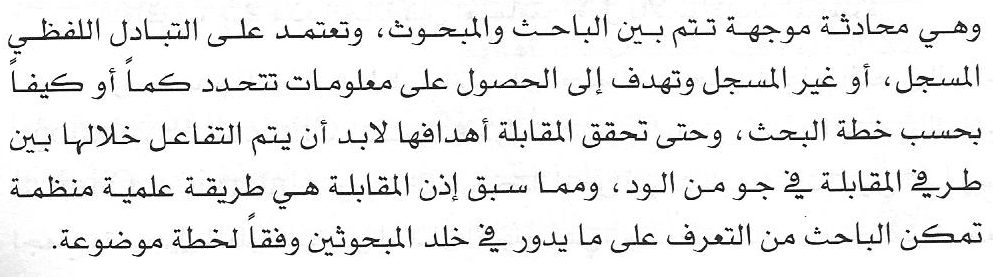 وهي محادثة موجهة تتم بين الباحث والمبحوث، وتعتمد على التبادل اللفظي
المسجل، أو غير المسجل وتهدف إلى الحصول على معلومات تتحدد كماً أو كيفاً
بحسب خطة البحث، وحتى تحقق المقابلة أهدافها لابد أن يتم التفاعل خلالها بين
طرفي المقابلة في جو من الود، ومما سبق إذن المقابلة هي طريقة علمية منظمة
تمكن الباحث من التعرف على ما يدور في خلد المبحوثين وفقاً لخطة موضوعة.